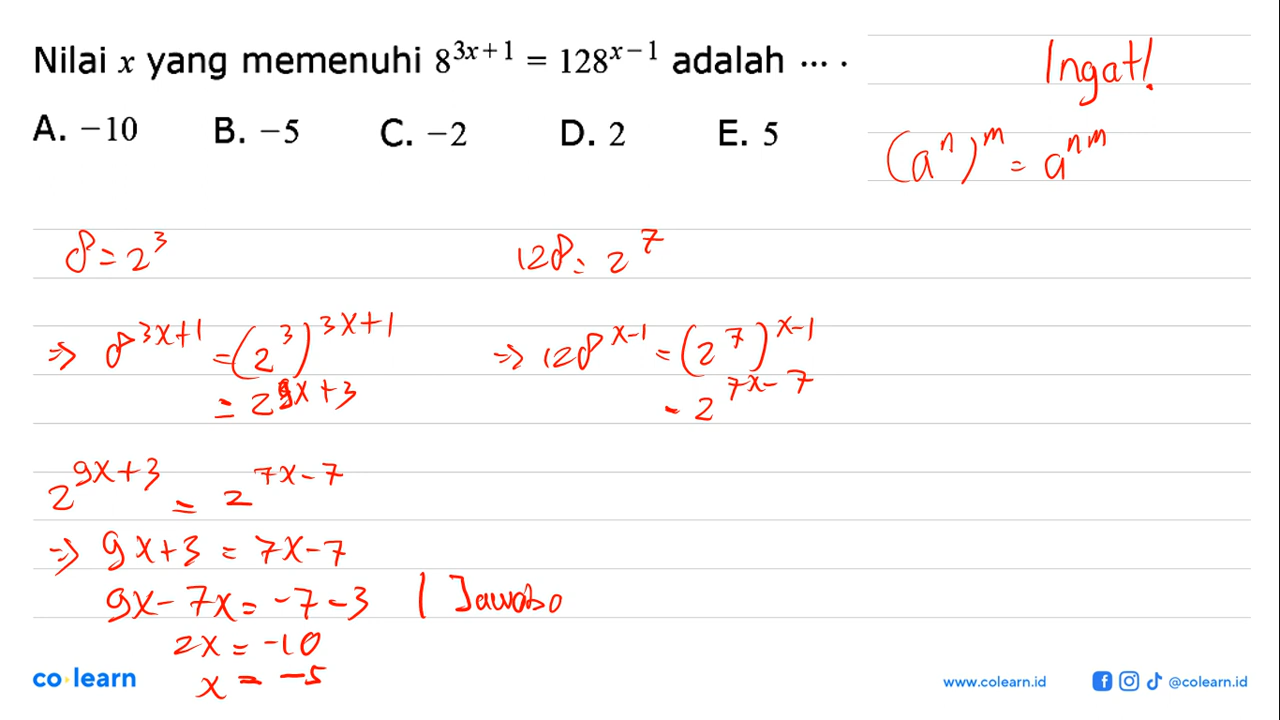 Nilai x yang memenuhi 8^{3x+1} = 128^{x-1} adalah ... .
A. -10 B. -5 C. -2 D. 2 E. 5
Ingat!
(a^n)^m = a^{nm}
8 = 2^3 128 = 2^7
⇒ 8^{3x+1} = (2^3)^{3x+1} ⇒ 128^{x-1} = (2^7)^{x-1}
= 2^{9x+3} = 2^{7x-7}
2^{9x+3} = 2^{7x-7}
⇒ 9x+3 = 7x-7
9x-7x = -7-3 |
2x = -10
x = -5
co learn
www.colearn.id @colearn.id